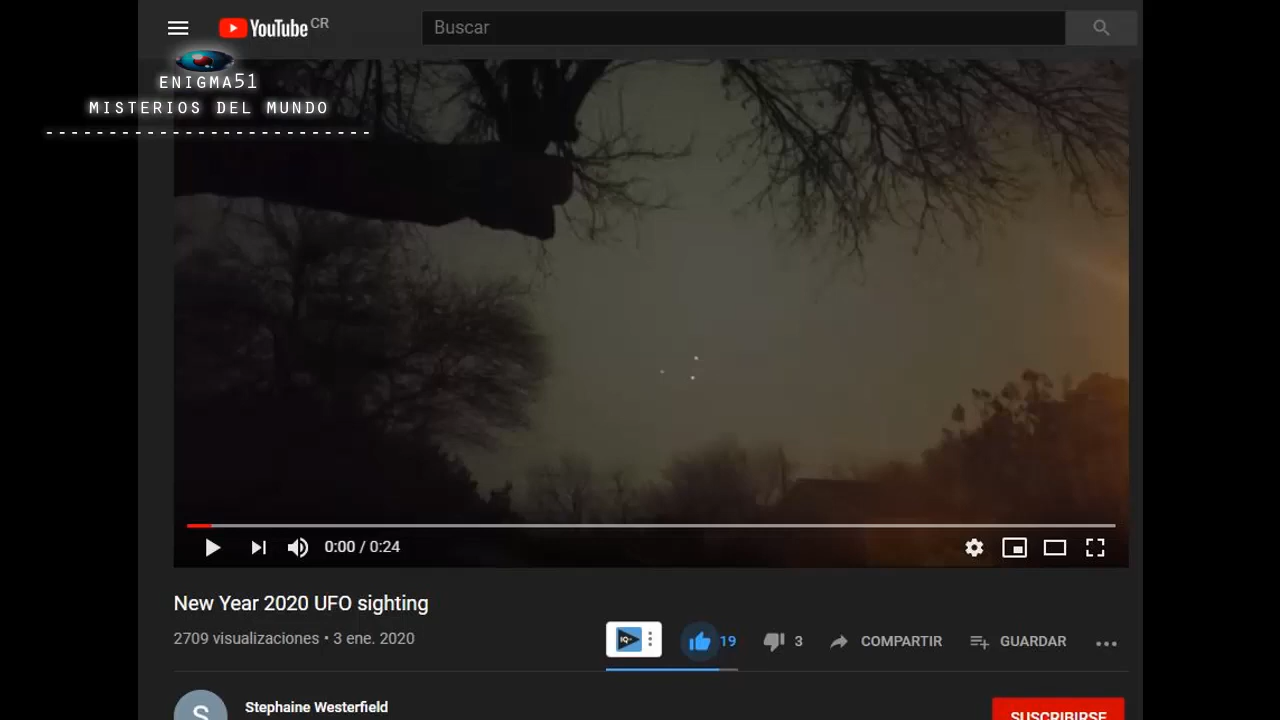 YouTube CR
Buscar
ENIGMA51
MISTERIOS DEL MUNDO
0:00 / 0:24
New Year 2020 UFO sighting
2709 visualizaciones • 3 ene. 2020
IQ
19
3
COMPARTIR
GUARDAR
S
Stephaine Westerfield
SUSCRIBIRSE